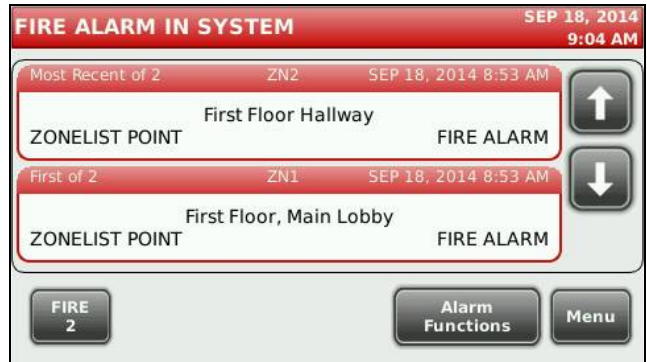 FIRE ALARM IN SYSTEM
SEP 18, 2014
9:04 AM
Most Recent of 2 ZN2 SEP 18, 2014 8:53 AM
First Floor Hallway
ZONELIST POINT FIRE ALARM
First of 2 ZN1 SEP 18, 2014 8:53 AM
First Floor, Main Lobby
ZONELIST POINT FIRE ALARM
FIRE
2
Alarm
Functions
Menu